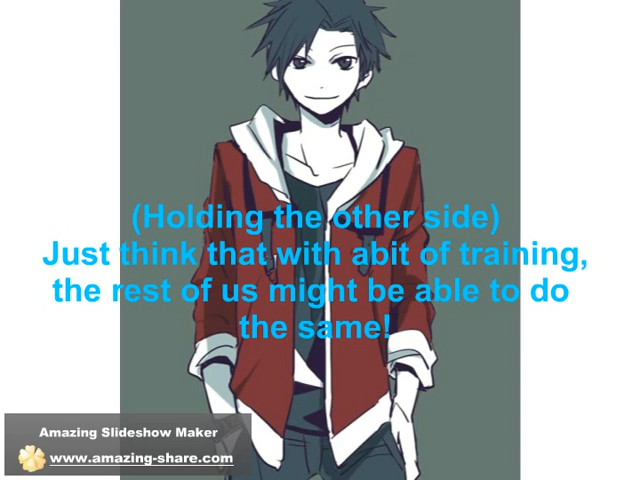 (Holding the other side)
Just think that with abit of training,
the rest of us might be able to do
the same!
Amazing Slideshow Maker
www.amazing-share.com